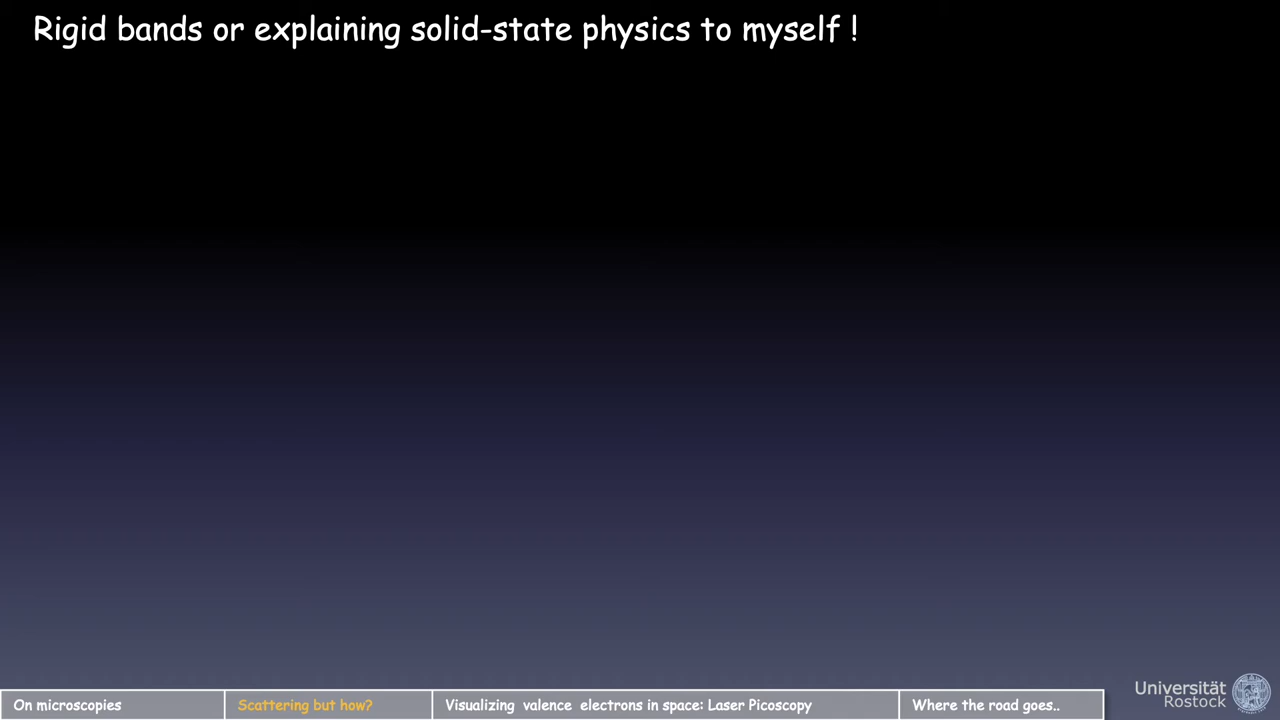 Rigid bands or explaining solid-state physics to myself !
On microscopies
Scattering but how?
Visualizing valence electrons in space: Laser Picoscopy
Where the road goes..
Universität
Rostock